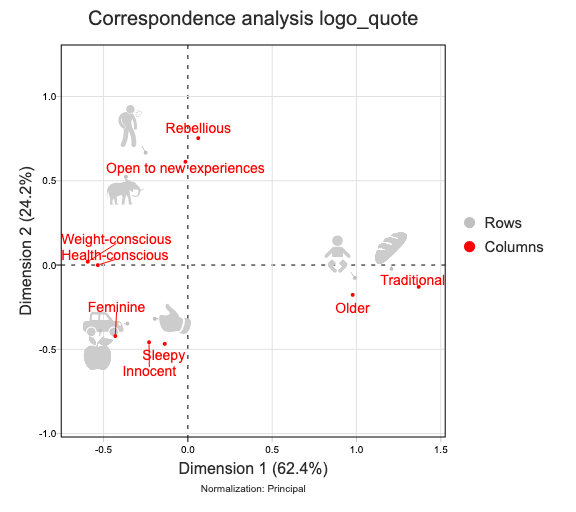 Correspondence analysis logo_quote
Dimension 2 (24.2%)
1.0
0.5
0.0
-0.5
-1.0
Rebellious
Open to new experiences
Weight-conscious
Health-conscious
Traditional
Older
Feminine
Sleepy
Innocent
Rows
Columns
-0.5
0.0
0.5
1.0
1.5
Dimension 1 (62.4%)
Normalization: Principal